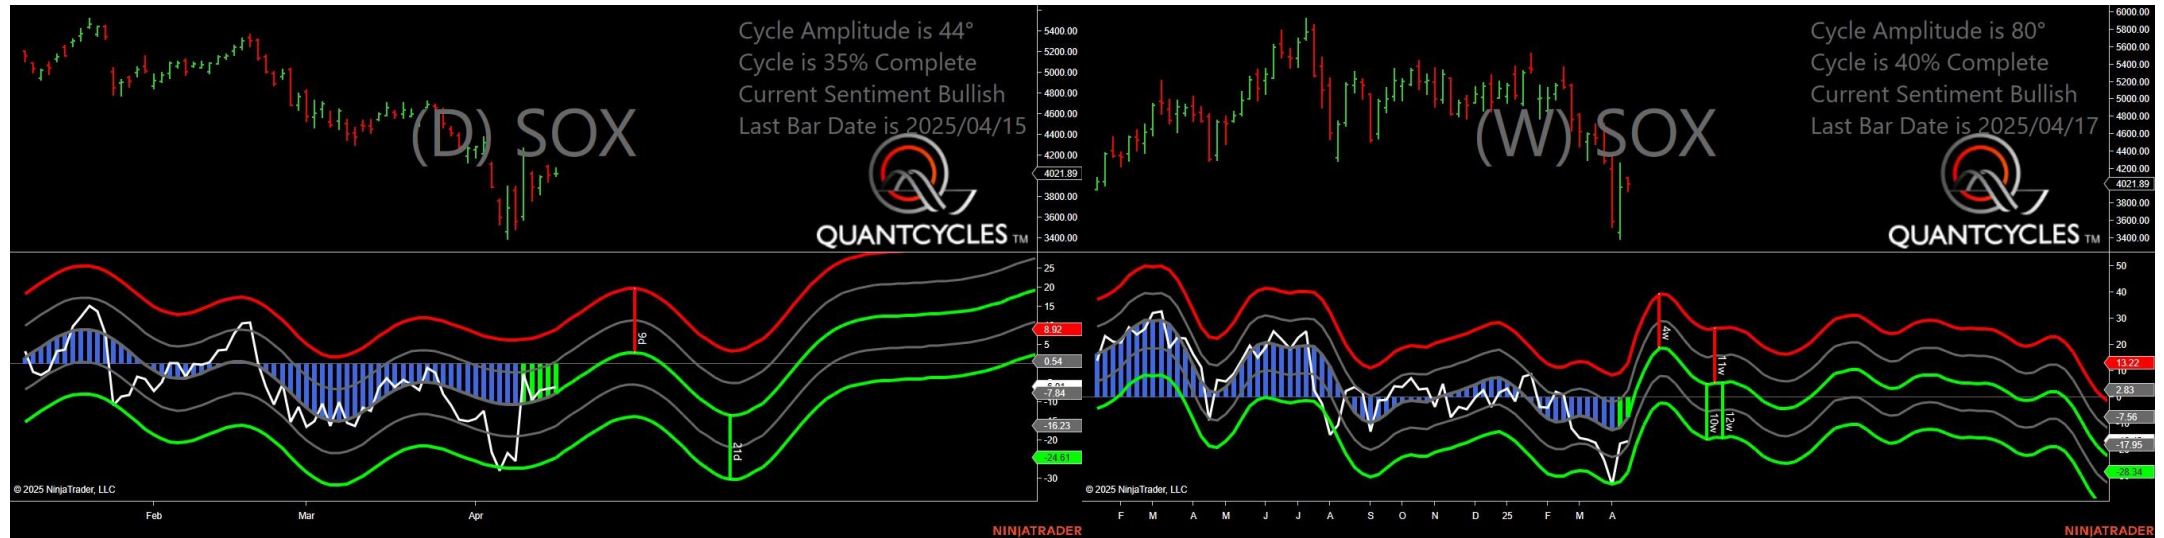 Cycle Amplitude is 44°
Cycle is 35% Complete
Current Sentiment Bullish
Last Bar Date is 2025/04/15
(D) SOX
QUANTCYCLES TM
5400.00
5200.00
5000.00
4800.00
4600.00
4400.00
4200.00
4021.89
3800.00
3600.00
3400.00
25
20
15
8.92
5
0.54
-7.84
-10
-16.23
-20
-24.61
-30
9d
21d
© 2025 NinjaTrader, LLC
Feb Mar Apr
NINJATRADER
Cycle Amplitude is 80°
Cycle is 40% Complete
Current Sentiment Bullish
Last Bar Date is 2025/04/17
(W) SOX
QUANTCYCLES TM
6000.00
5800.00
5600.00
5400.00
5200.00
5000.00
4800.00
4600.00
4400.00
4200.00
4021.89
3800.00
3600.00
3400.00
50
40
30
20
13.22
10
2.83
0
-7.56
-17.95
-28.34
4w
11w
10w
12w
© 2025 NinjaTrader, LLC
F M A M J J A S O N D 25 F M A
NINJATRADER